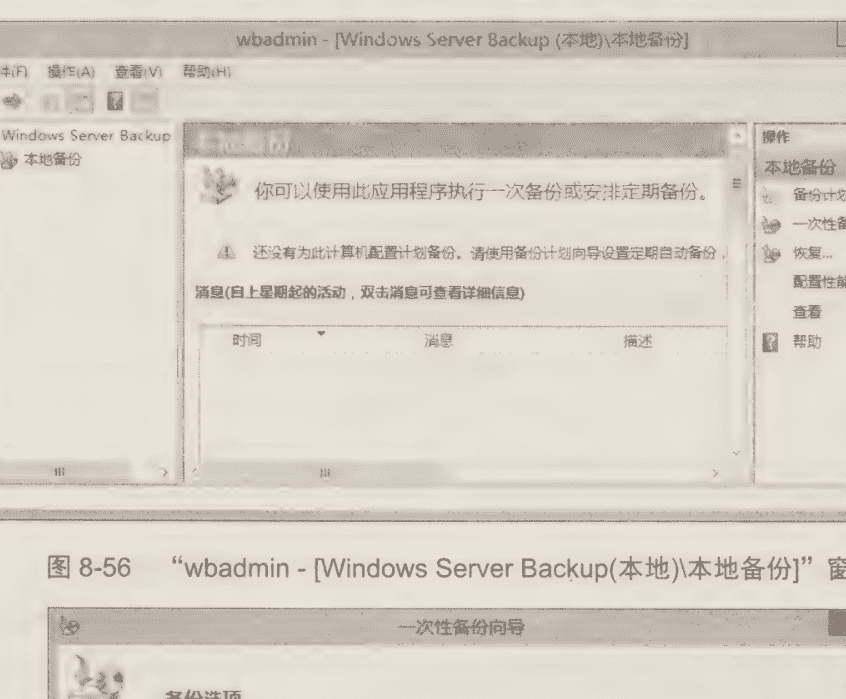 wbadmin - [Windows Server Backup (本地)\本地备份]
件(F) 操作(A) 查看(V) 帮助(H)
Windows Server Backup
本地备份
你可以使用此应用程序执行一次备份或安排定期备份。
还没有为此计算机配置计划备份。请使用备份计划向导设置定期自动备份，
消息(自上星期起的活动，双击消息可查看详细信息)
时间 消息 描述
操作
本地备份
备份计划
一次性备
恢复...
配置性能
查看
帮助
图 8-56 “wbadmin - [Windows Server Backup(本地)\本地备份]” 窗
一次性备份向导
备份选项